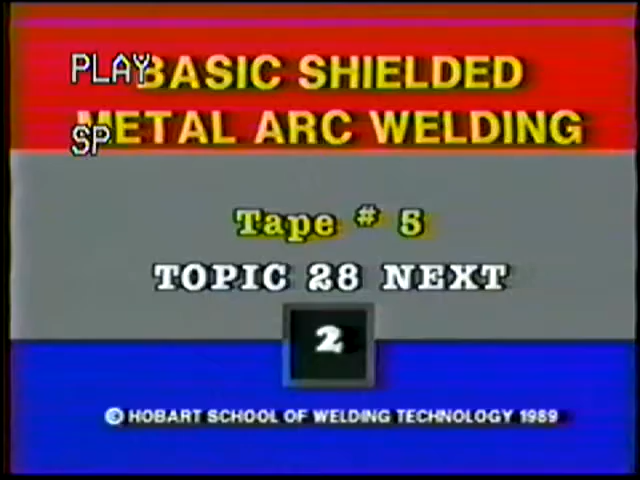 PLAY
BASIC SHIELDED
SP
METAL ARC WELDING
Tape # 5
TOPIC 28 NEXT
2
© HOBART SCHOOL OF WELDING TECHNOLOGY 1989